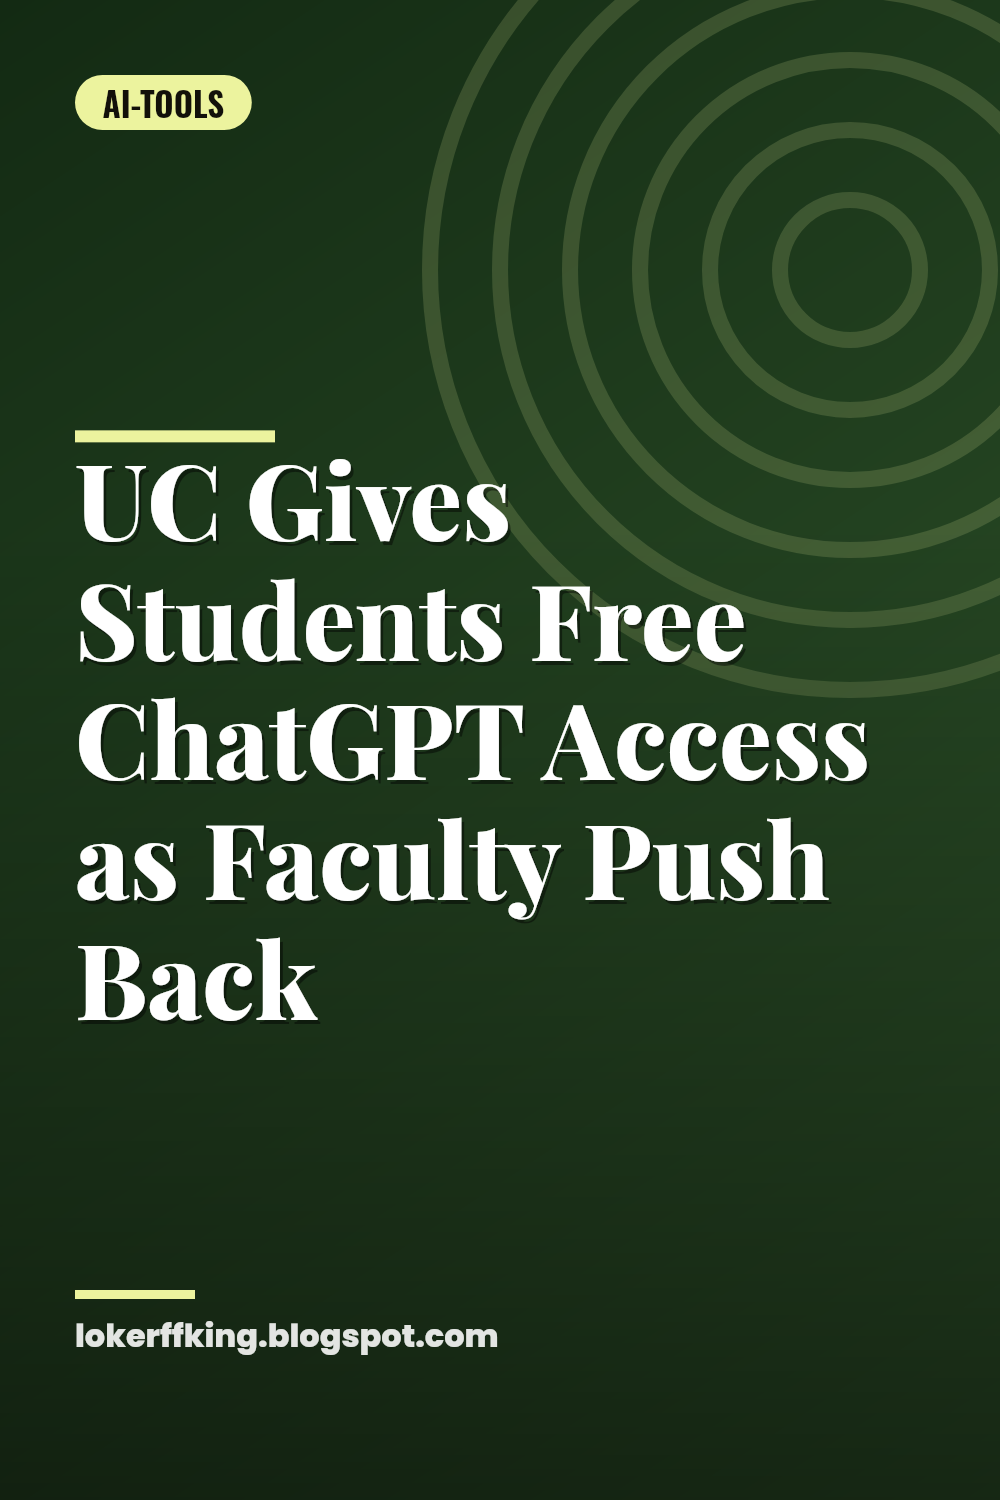 AI-TOOLS
UC Gives
Students Free
ChatGPT Access
as Faculty Push
Back
lokerffking.blogspot.com